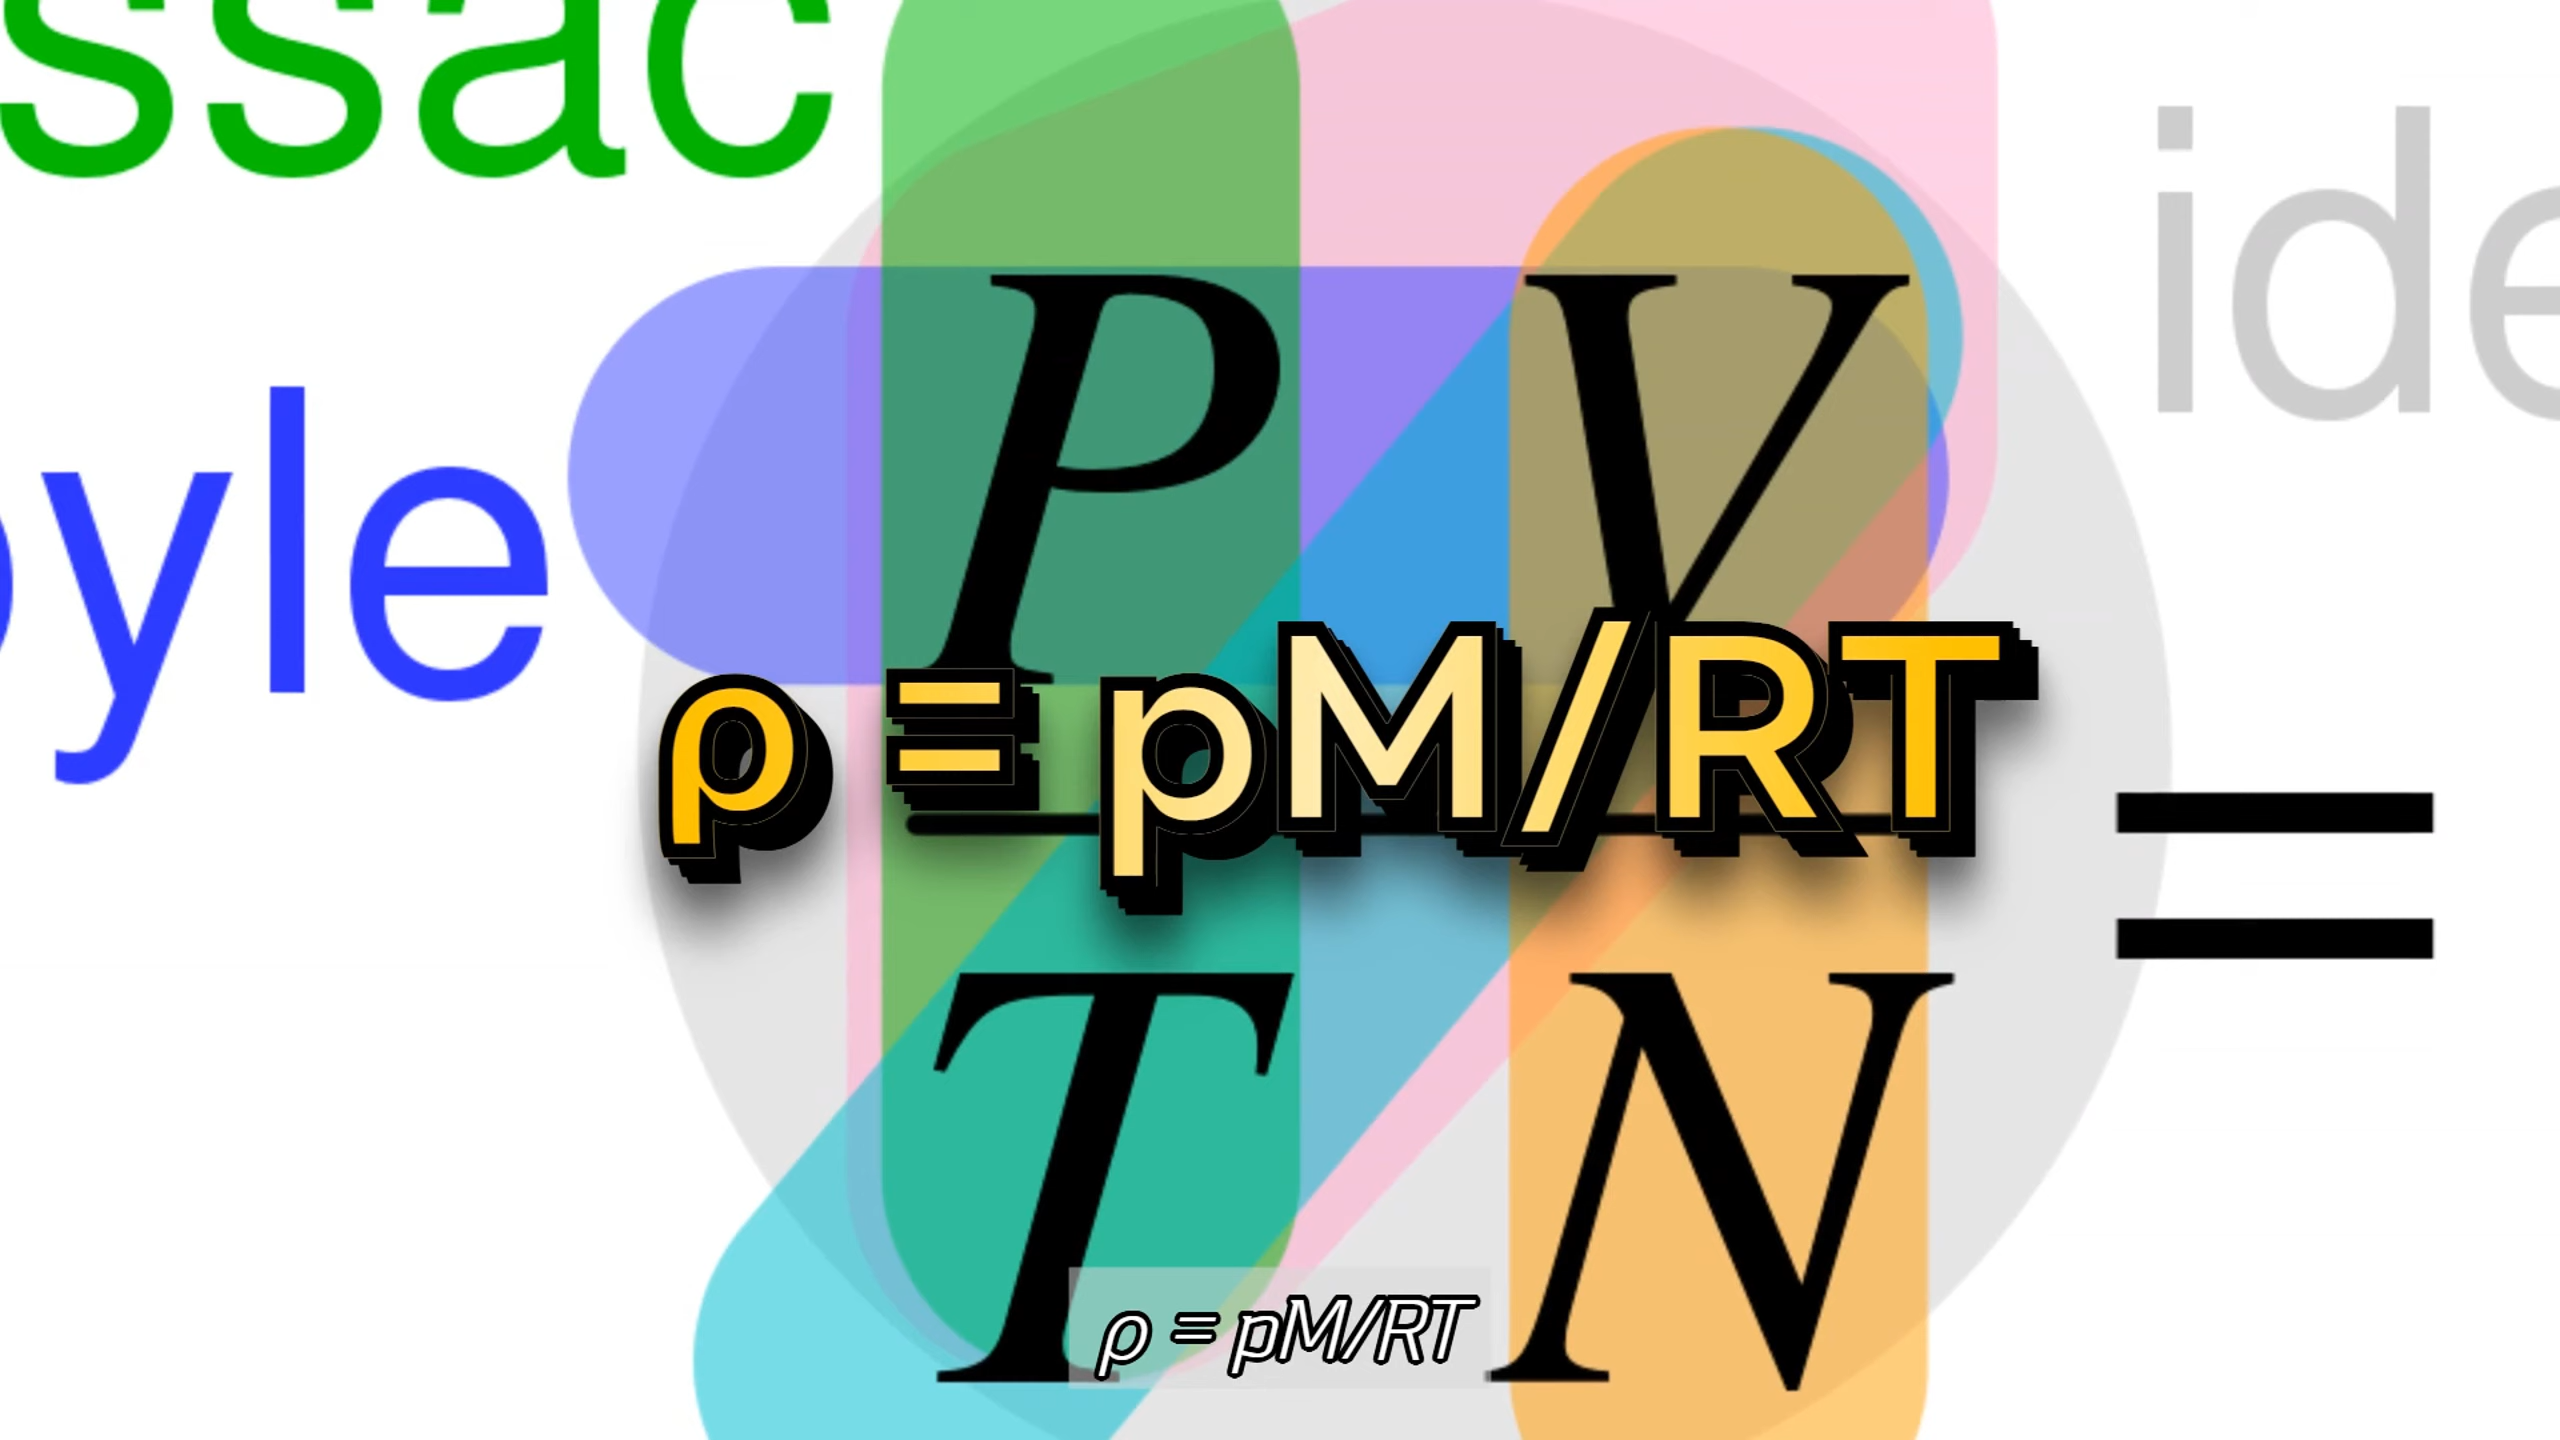 ssac
ide
yle
P V
ρ = pM/RT
=
T N
ρ = pM/RT